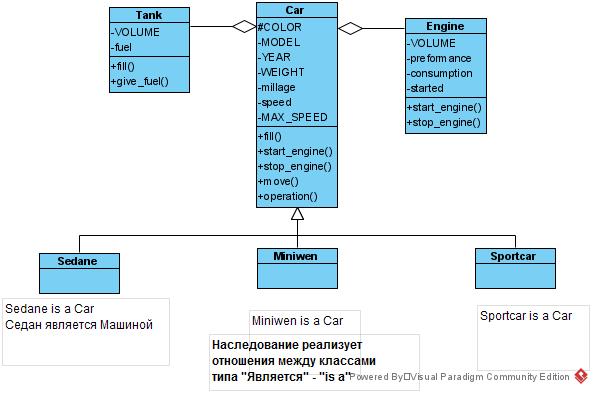 Tank
-VOLUME
-fuel
+fill()
+give_fuel()
Car
#COLOR
-MODEL
-YEAR
-WEIGHT
-millage
-speed
-MAX_SPEED
+fill()
+start_engine()
+stop_engine()
+move()
+operation()
Engine
-VOLUME
-preformance
-consumption
-started
+start_engine()
+stop_engine()
Sedane
Miniwen
Sportcar
Sedane is a Car
Седан является Машиной
Miniwen is a Car
Sportcar is a Car
Наследование реализует
отношения между классами
типа "Является" - "is a"
Powered By Visual Paradigm Community Edition